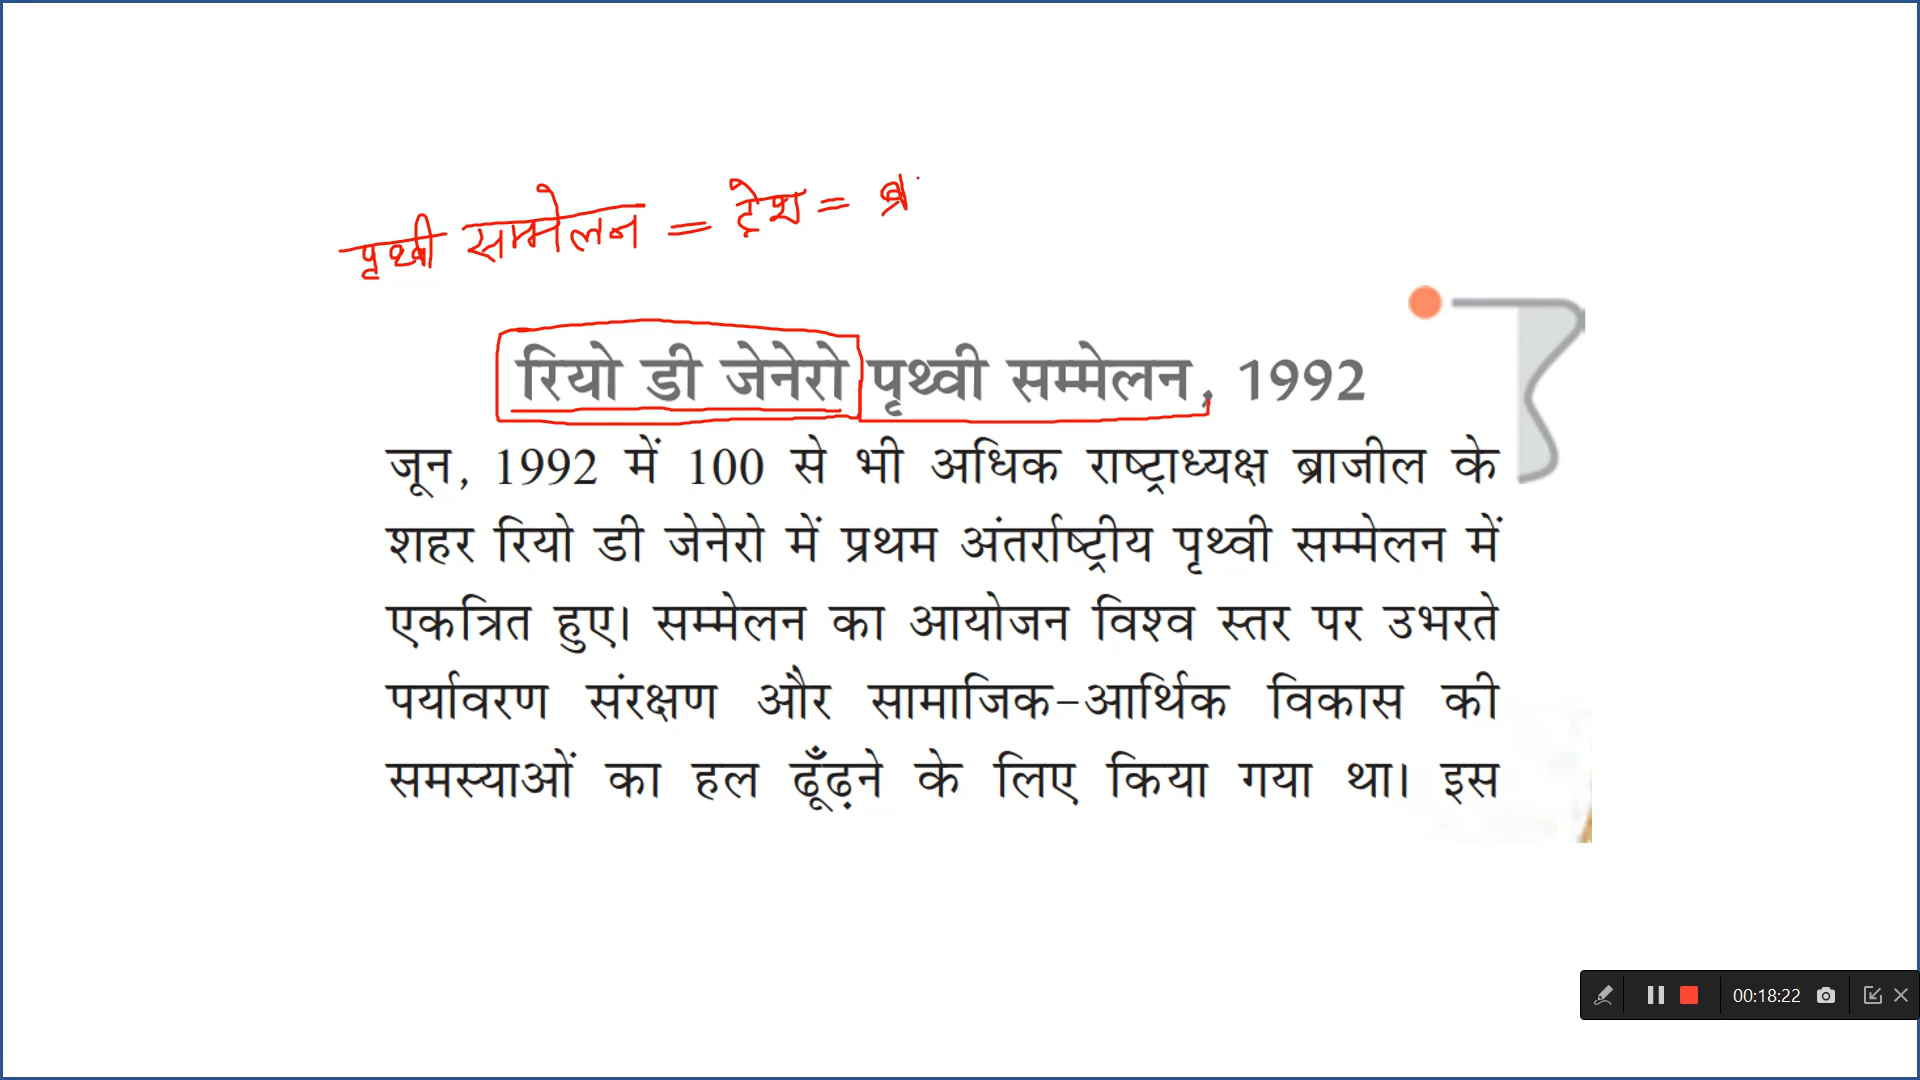 पृथ्वी सम्मेलन = देश = ब्र
रियो डी जेनेरो पृथ्वी सम्मेलन, 1992
जून, 1992 में 100 से भी अधिक राष्ट्राध्यक्ष ब्राजील के
शहर रियो डी जेनेरो में प्रथम अंतर्राष्ट्रीय पृथ्वी सम्मेलन में
एकत्रित हुए। सम्मेलन का आयोजन विश्व स्तर पर उभरते
पर्यावरण संरक्षण और सामाजिक-आर्थिक विकास की
समस्याओं का हल ढूँढ़ने के लिए किया गया था। इस
00:18:22